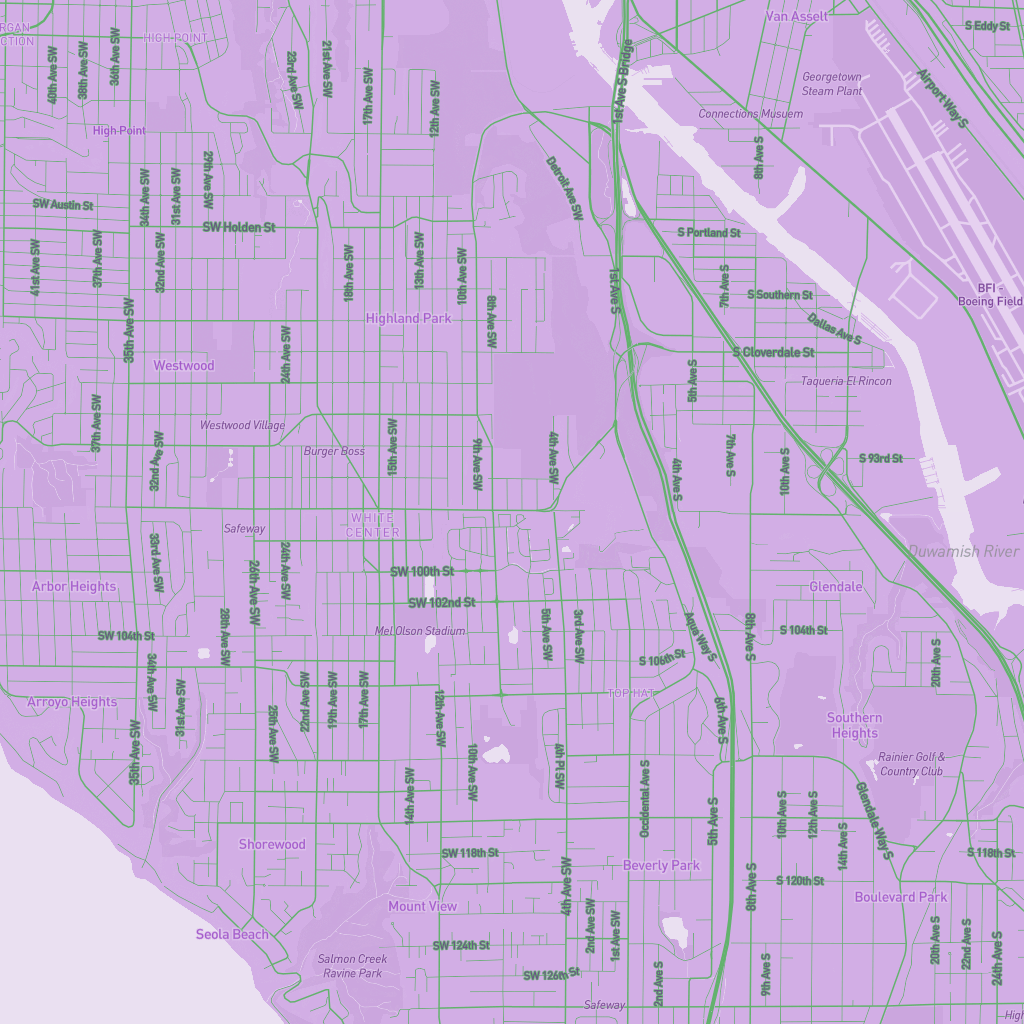 Van Asselt
S Eddy St
HIGH POINT
40th Ave SW
38th Ave SW
36th Ave SW
23rd Ave SW
21st Ave SW
17th Ave SW
12th Ave SW
1st Ave S Bridge
Georgetown
Steam Plant
Airport Way S
Connections Musuem
High Point
8th Ave S
34th Ave SW
31st Ave SW
29th Ave SW
Detroit Ave SW
SW Austin St
SW Holden St
S Portland St
41st Ave SW
37th Ave SW
32nd Ave SW
18th Ave SW
13th Ave SW
10th Ave SW
8th Ave SW
1st Ave S
7th Ave S
S Southern St
BFI -
Boeing Field
35th Ave SW
Highland Park
Dallas Ave S
24th Ave SW
Westwood
S Cloverdale St
5th Ave S
Taqueria El Rincon
37th Ave SW
Westwood Village
32nd Ave SW
Burger Boss
15th Ave SW
9th Ave SW
4th Ave SW
4th Ave S
7th Ave S
10th Ave S
S 93rd St
Safeway
WHITE
CENTER
33rd Ave SW
24th Ave SW
26th Ave SW
SW 100th St
Duwamish River
Arbor Heights
SW 102nd St
Glendale
28th Ave SW
SW 104th St
Mel Olson Stadium
5th Ave SW
3rd Ave SW
Aqua Way S
8th Ave S
S 104th St
S 106th St
20th Ave S
34th Ave SW
31st Ave SW
Arroyo Heights
22nd Ave SW
19th Ave SW
17th Ave SW
12th Ave SW
TOP HAT
6th Ave S
25th Ave SW
Southern
Heights
35th Ave SW
10th Ave SW
4th Pl SW
Rainier Golf &
Country Club
14th Ave SW
Occidental Ave S
5th Ave S
10th Ave S
12th Ave S
14th Ave S
Glendale Way S
Shorewood
SW 118th St
S 118th St
Beverly Park
4th Ave SW
8th Ave S
S 120th St
Boulevard Park
Mount View
Seola Beach
2nd Ave SW
1st Ave SW
SW 124th St
20th Ave S
22nd Ave S
24th Ave S
Salmon Creek
Ravine Park
SW 126th St
2nd Ave S
9th Ave S
Safeway